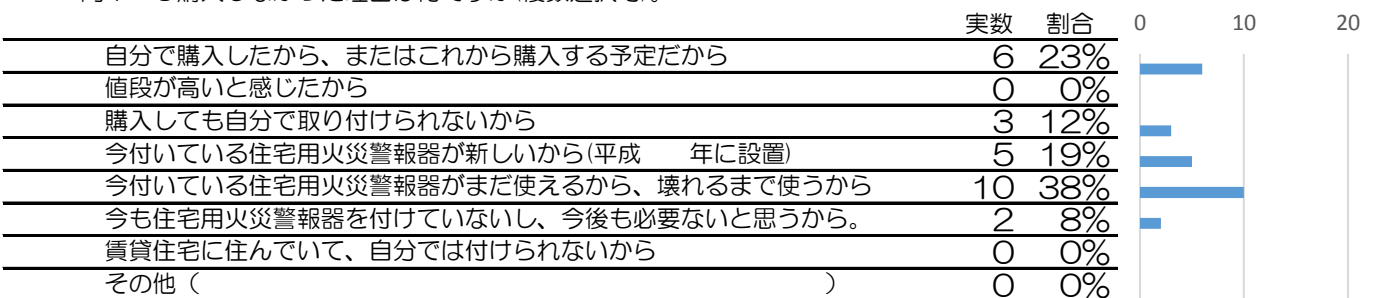 実数 割合 0 10 20
自分で購入したから、またはこれから購入する予定だから 6 23%
値段が高いと感じたから 0 0%
購入しても自分で取り付けられないから 3 12%
今付いている住宅用火災警報器が新しいから(平成　　年に設置) 5 19%
今付いている住宅用火災警報器がまだ使えるから、壊れるまで使うから 10 38%
今も住宅用火災警報器を付けていないし、今後も必要ないと思うから。 2 8%
賃貸住宅に住んでいて、自分では付けられないから 0 0%
その他（　　　　　　　　　　） 0 0%